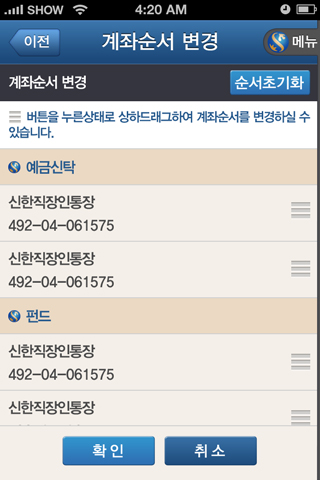 SHOW 4:20 AM
이전 계좌순서 변경 메뉴
계좌순서 변경 순서초기화
버튼을 누른상태로 상하드래그하여 계좌순서를 변경하실 수
있습니다.
예금신탁
신한직장인통장
492-04-061575
신한직장인통장
492-04-061575
펀드
신한직장인통장
492-04-061575
신한직장인통장
확인 취소